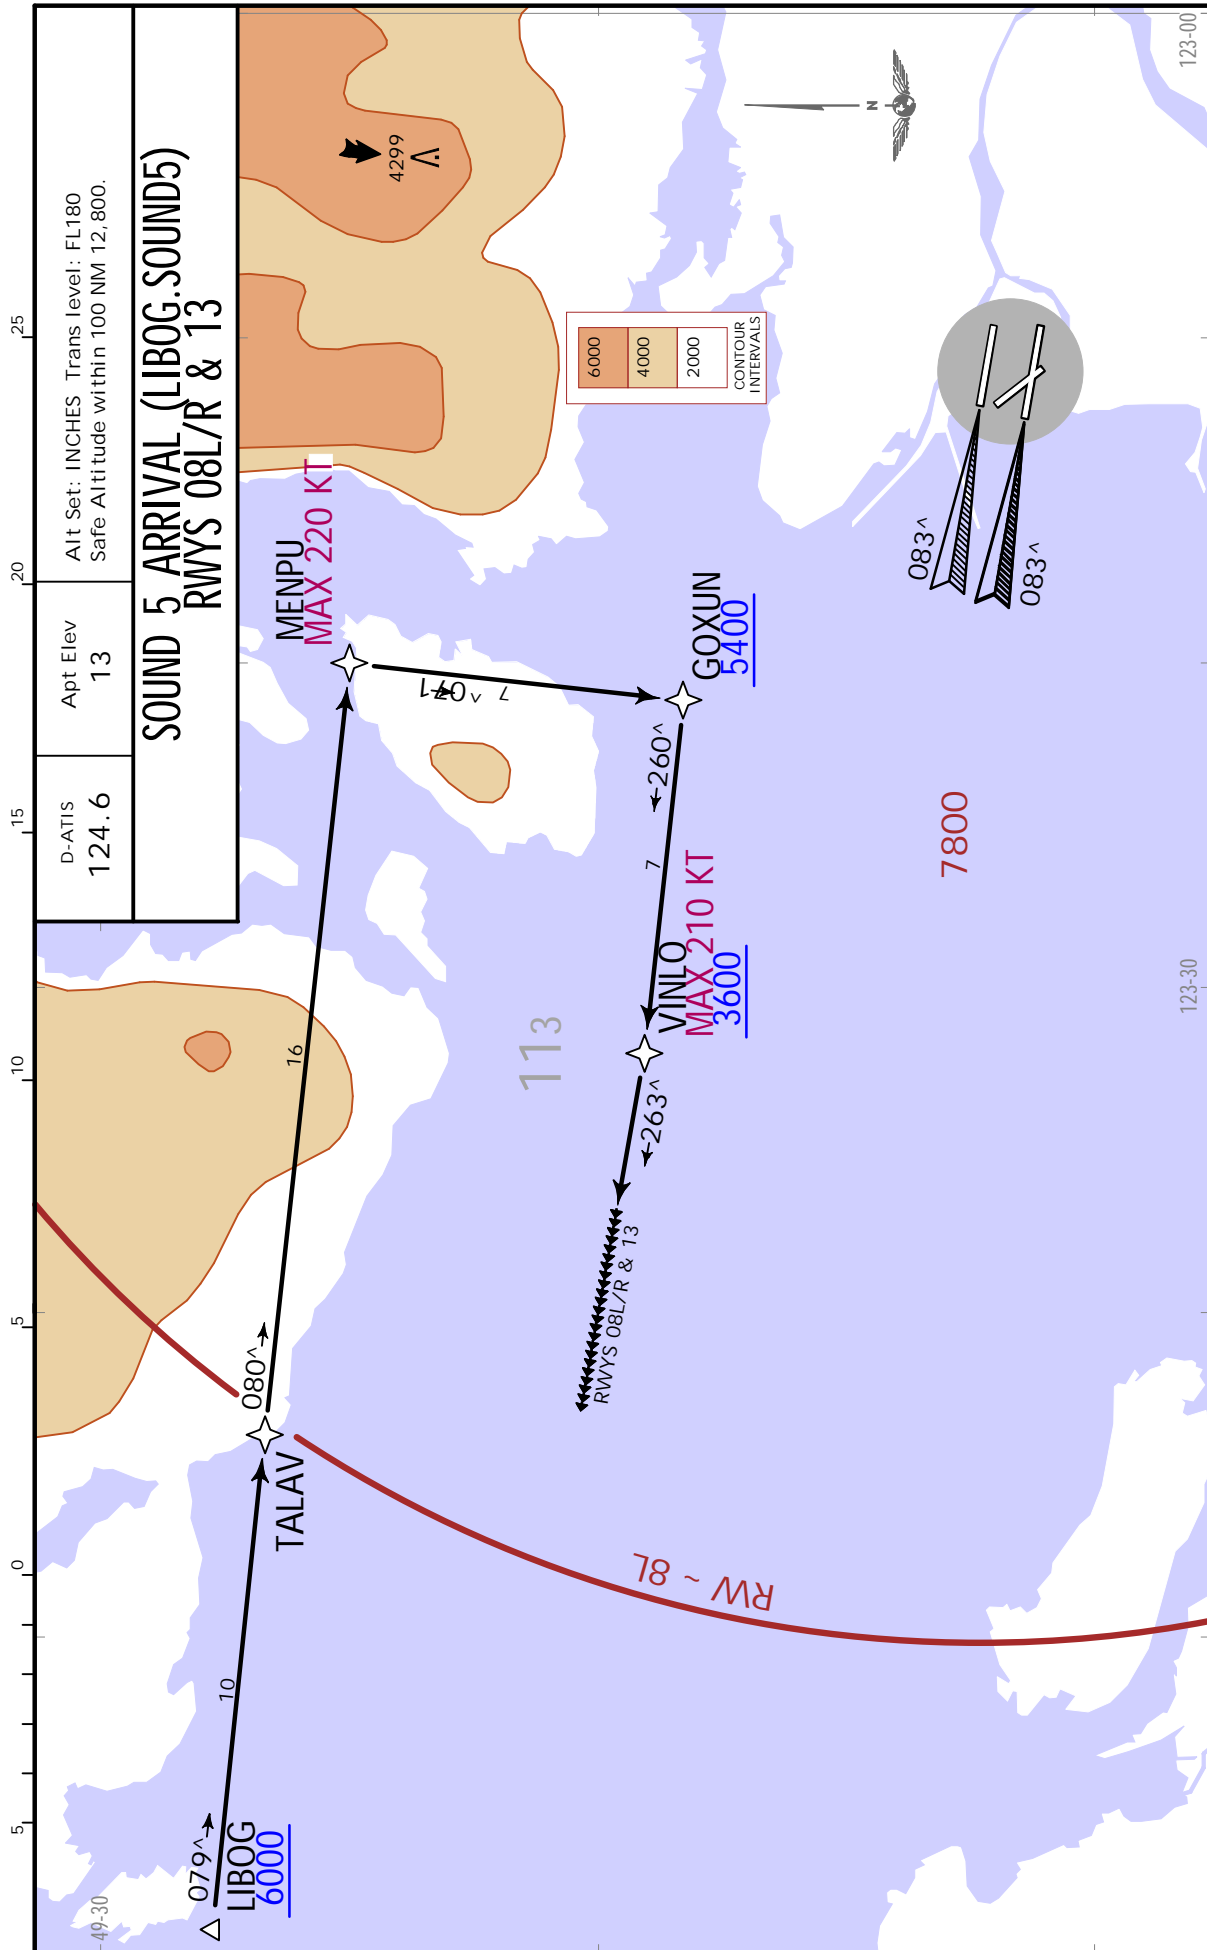 D-ATIS
124.6
Apt Elev
13
Alt Set: INCHES Trans level: FL180
Safe Altitude within 100 NM 12,800.
SOUND 5 ARRIVAL (LIBOG.SOUND5)
RWYS 08L/R & 13
5
0
5
10
15
20
25
49-30
123-30
123-00
079^
LIBOG
6000
10
TALAV
080^
16
MENPU
MAX 220 KT
171^
7
GOXUN
5400
260^
7
VINLO
MAX 210 KT
3600
263^
RWYS 08L/R & 13
RW ~ 8L
113
7800
4299
6000
4000
2000
CONTOUR
INTERVALS
N
083^
083^